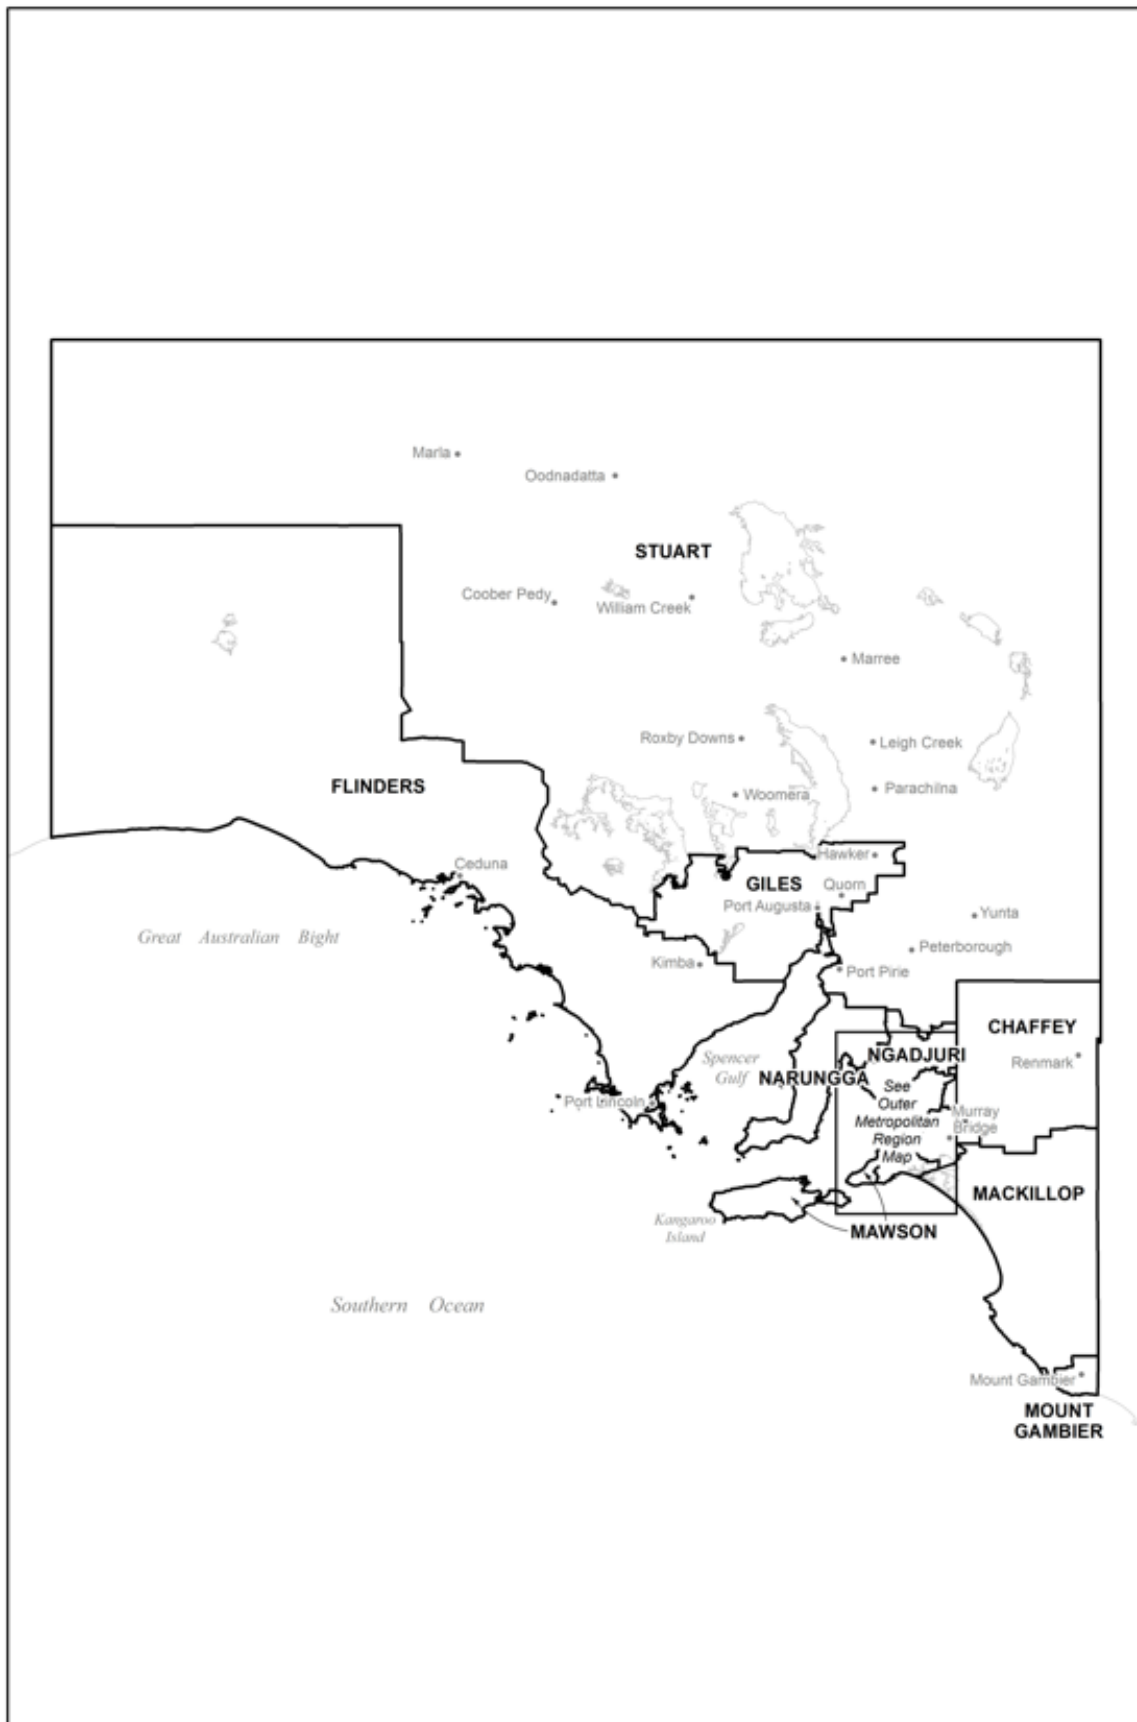 Marla
Oodnadatta
STUART
Coober Pedy
William Creek
Marree
Roxby Downs
Leigh Creek
FLINDERS
Parachilna
Woomera
Hawker
Ceduna
GILES
Quorn
Port Augusta
Yunta
Great Australian Bight
Peterborough
Kimba
Port Pirie
CHAFFEY
NGADJURI
Renmark
Spencer
Gulf
NARUNGGA
See
Outer
Metropolitan
Region
Map
Port Lincoln
Murray
Bridge
MACKILLOP
Kangaroo
Island
MAWSON
Southern Ocean
Mount Gambier
MOUNT
GAMBIER